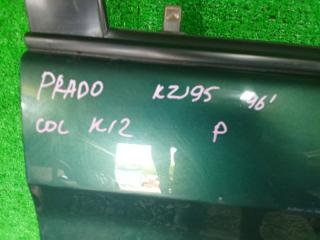 PRADO KZJ95 96'
COL K12 P